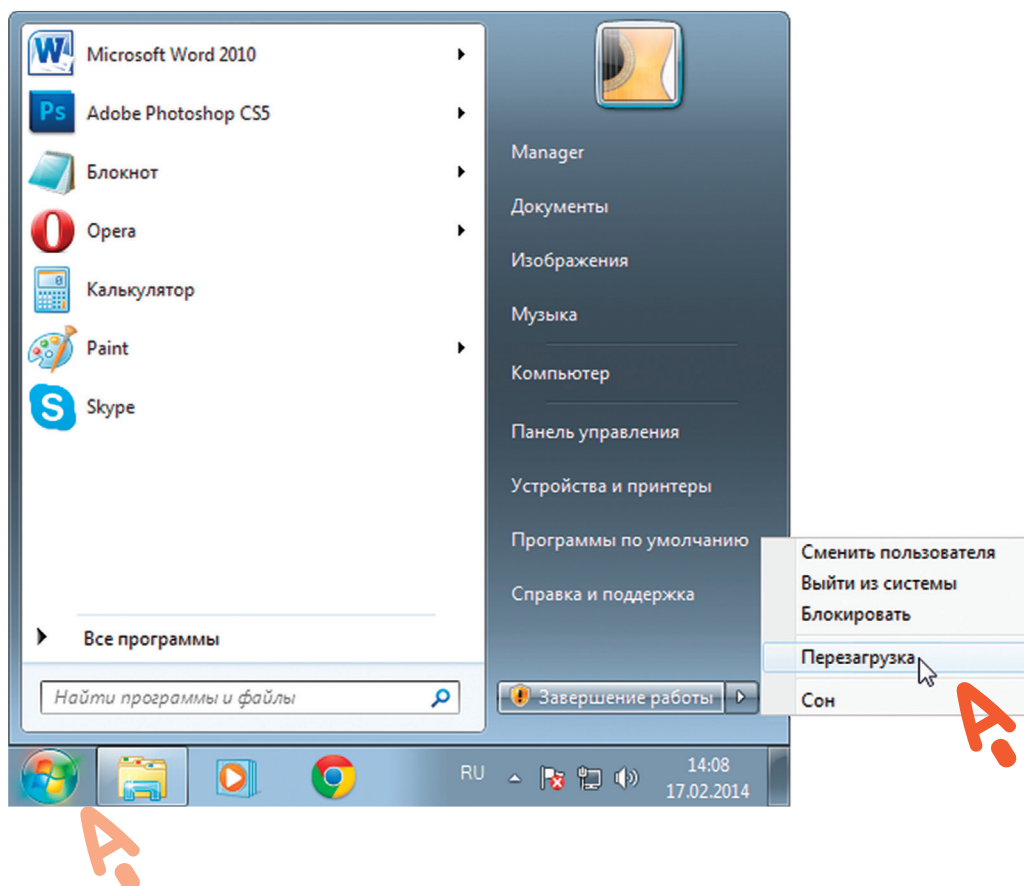 Microsoft Word 2010
Adobe Photoshop CS5
Блокнот
Opera
Калькулятор
Paint
Skype
Все программы
Найти программы и файлы
Manager
Документы
Изображения
Музыка
Компьютер
Панель управления
Устройства и принтеры
Программы по умолчанию
Справка и поддержка
Завершение работы
Сменить пользователя
Выйти из системы
Блокировать
Перезагрузка
Сон
RU
14:08
17.02.2014